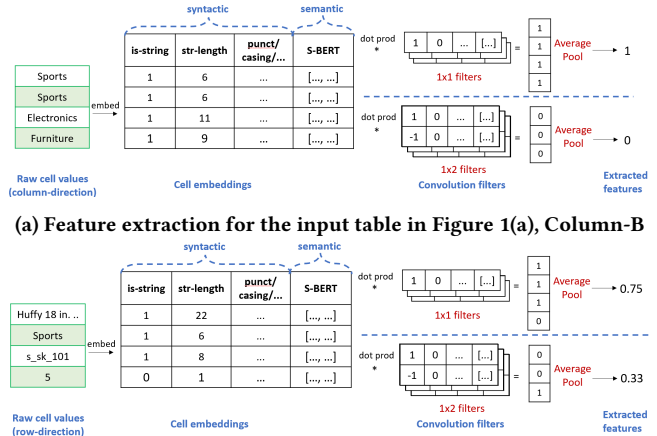 syntactic semantic
is-string str-length punct/casing/... S-BERT
dot prod *
1 0 ... [...]
=
1 1 1 1
Average Pool
1
1x1 filters
Sports 1 6 ... [..., ...]
Sports 1 6 ... [..., ...]
Electronics 1 11 ... [..., ...]
Furniture 1 9 ... [..., ...]
embed
dot prod *
1 0 ... [...]
-1 0 ... [...]
=
0 0 0
Average Pool
0
1x2 filters
Raw cell values (column-direction)
Cell embeddings
Convolution filters
Extracted features
(a) Feature extraction for the input table in Figure 1(a), Column-B
syntactic semantic
is-string str-length punct/casing/... S-BERT
dot prod *
1 0 ... [...]
=
1 1 1 0
Average Pool
0.75
1x1 filters
Huffy 18 in. .. 1 22 ... [..., ...]
Sports 1 6 ... [..., ...]
s_sk_101 1 8 ... [..., ...]
5 0 1 ... [..., ...]
embed
dot prod *
1 0 ... [...]
-1 0 ... [...]
=
0 0 1
Average Pool
0.33
1x2 filters
Raw cell values (row-direction)
Cell embeddings
Convolution filters
Extracted features